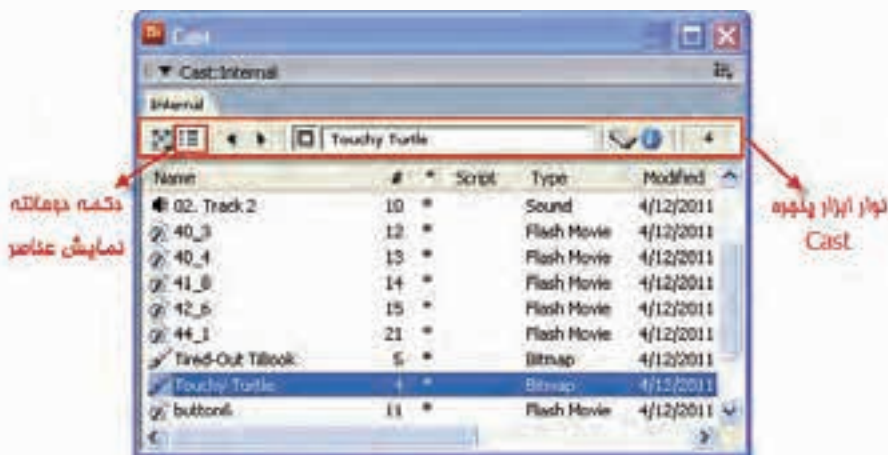 Cast
Cast:Internal
Internal
Touchy Turtle 4
Name # * Script Type Modified
02. Track 2 10 Sound 4/12/2011
40_3 12 * Flash Movie 4/12/2011
40_4 13 * Flash Movie 4/12/2011
41_8 14 * Flash Movie 4/12/2011
42_6 15 * Flash Movie 4/12/2011
44_1 21 * Flash Movie 4/12/2011
Tired-Out 5 * Bitmap 4/12/2011
Touchy Turtle 4 * Bitmap 4/12/2011
button6 11 * Flash Movie 4/12/2011
دکمه دوحالته
نمایش عناصر
نوار ابزار پنجره
Cast